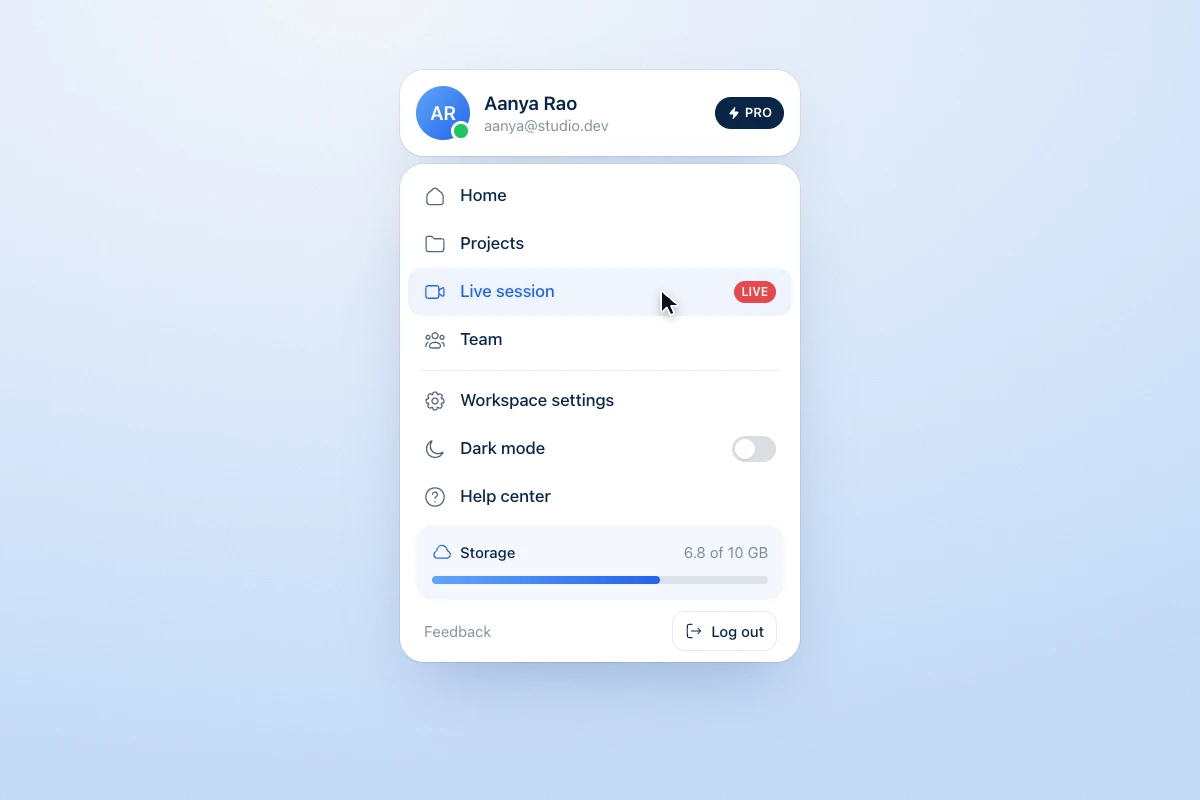 AR
Aanya Rao
aanya@studio.dev
PRO
Home
Projects
Live session
LIVE
Team
Workspace settings
Dark mode
?
Help center
Storage
6.8 of 10 GB
Feedback
Log out